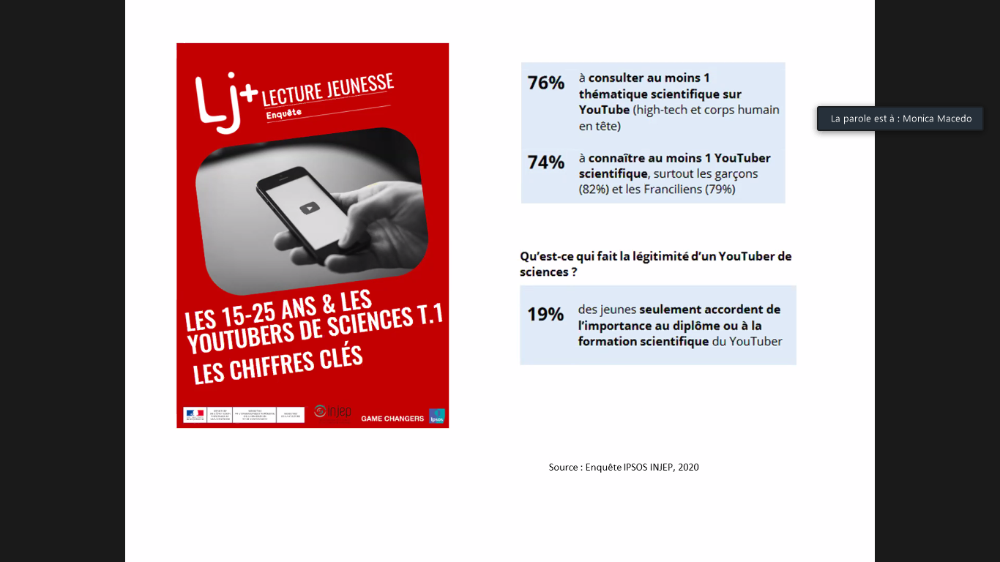 Lj+ LECTURE JEUNESSE
Enquête
LES 15-25 ANS & LES
YOUTUBERS DE SCIENCES T.1
LES CHIFFRES CLÉS
injep
GAME CHANGERS
Ipsos
76% à consulter au moins 1
thématique scientifique sur
YouTube (high-tech et corps humain
en tête)
74% à connaître au moins 1 YouTuber
scientifique, surtout les garçons
(82%) et les Franciliens (79%)
Qu’est-ce qui fait la légitimité d’un YouTuber de
sciences ?
19% des jeunes seulement accordent de
l’importance au diplôme ou à la
formation scientifique du YouTuber
Source : Enquête IPSOS INJEP, 2020
La parole est à : Monica Macedo